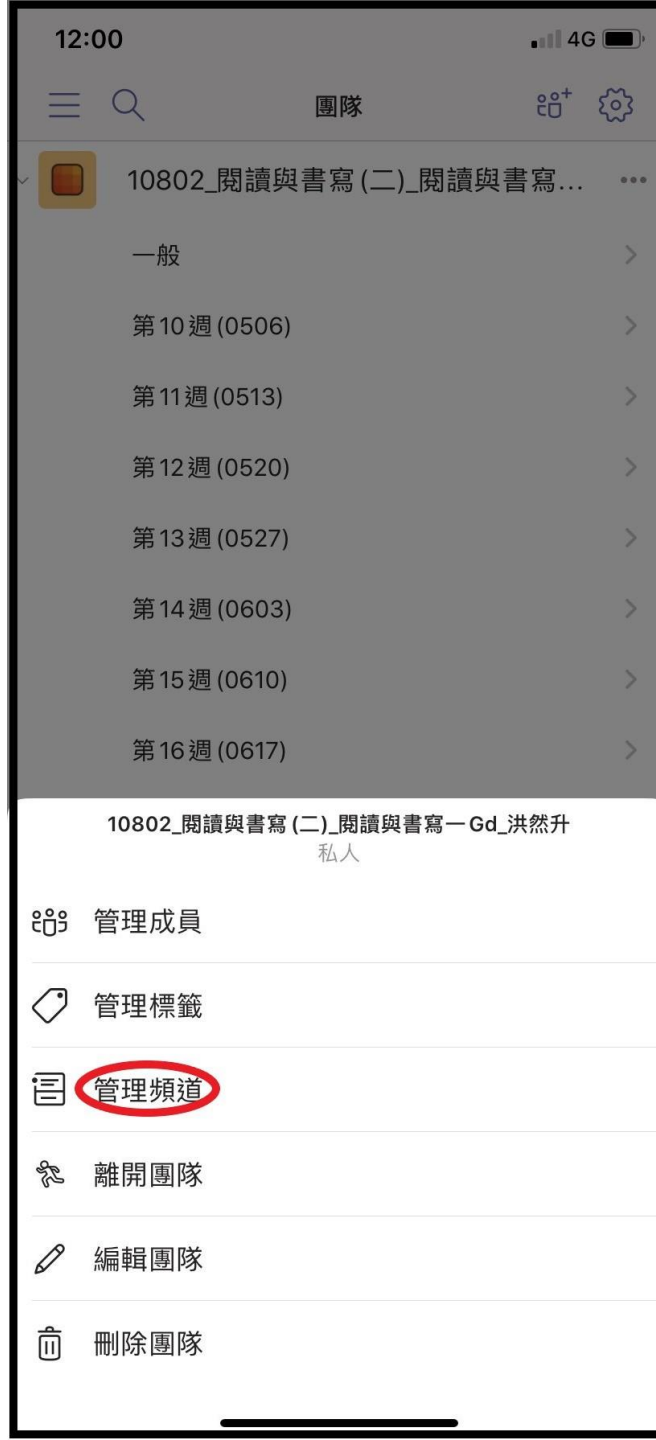 12:00
4G
團隊
10802_閱讀與書寫(二)_閱讀與書寫...
一般
第10週(0506)
第11週(0513)
第12週(0520)
第13週(0527)
第14週(0603)
第15週(0610)
第16週(0617)
10802_閱讀與書寫(二)_閱讀與書寫一Gd_洪然升
私人
管理成員
管理標籤
管理頻道
離開團隊
編輯團隊
刪除團隊